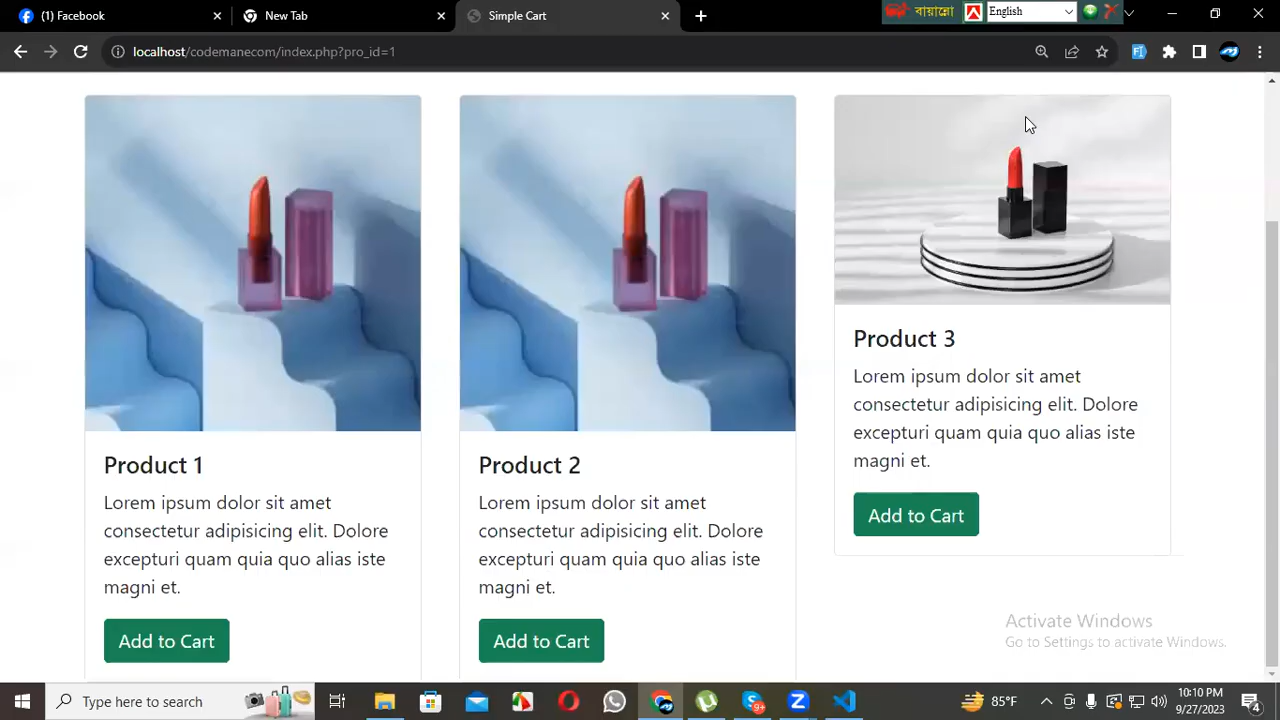 (1) Facebook
New Tab
Simple Cart
বায়ান্নো
English
localhost/codemanecom/index.php?pro_id=1
Product 1
Lorem ipsum dolor sit amet
consectetur adipisicing elit. Dolore
excepturi quam quia quo alias iste
magni et.
Add to Cart
Product 2
Lorem ipsum dolor sit amet
consectetur adipisicing elit. Dolore
excepturi quam quia quo alias iste
magni et.
Add to Cart
Product 3
Lorem ipsum dolor sit amet
consectetur adipisicing elit. Dolore
excepturi quam quia quo alias iste
magni et.
Add to Cart
Activate Windows
Go to Settings to activate Windows.
Type here to search
9+
85°F
10:10 PM
9/27/2023
4